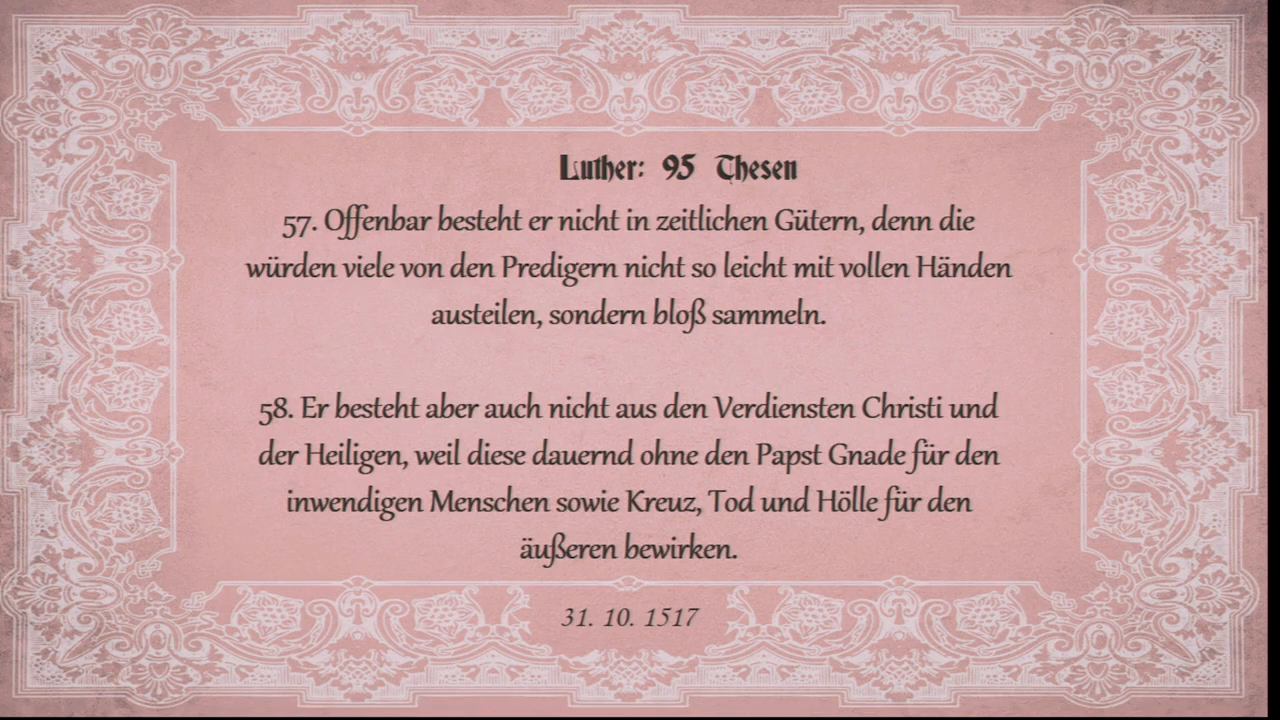 Luther: 95 Thesen
57. Offenbar besteht er nicht in zeitlichen Gütern, denn die
würden viele von den Predigern nicht so leicht mit vollen Händen
austeilen, sondern bloß sammeln.
58. Er besteht aber auch nicht aus den Verdiensten Christi und
der Heiligen, weil diese dauernd ohne den Papst Gnade für den
inwendigen Menschen sowie Kreuz, Tod und Hölle für den
äußeren bewirken.
31. 10. 1517